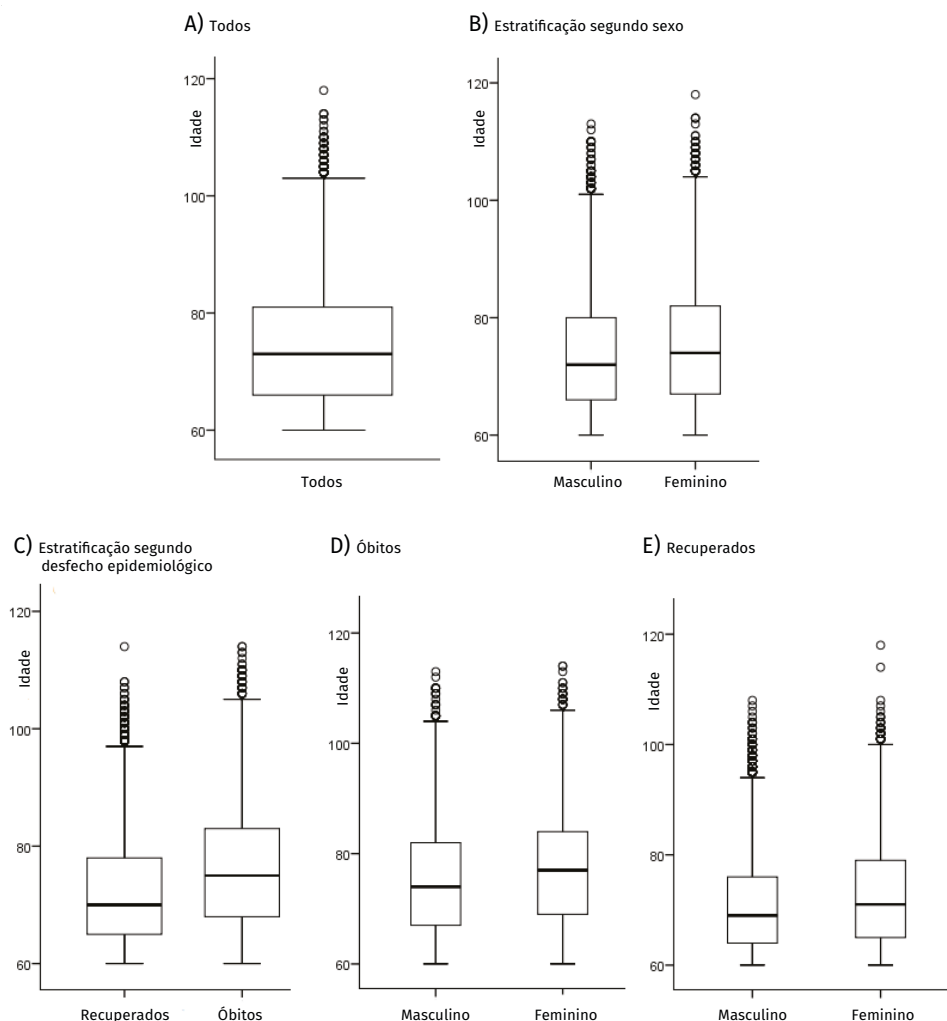 A) Todos
120
Idade
100
80
60
Todos
B) Estratificação segundo sexo
120
Idade
100
80
60
Masculino Feminino
C) Estratificação segundo
desfecho epidemiológico
120
Idade
100
80
60
Recuperados Óbitos
D) Óbitos
120
Idade
100
80
60
Masculino Feminino
E) Recuperados
120
Idade
100
80
60
Masculino Feminino